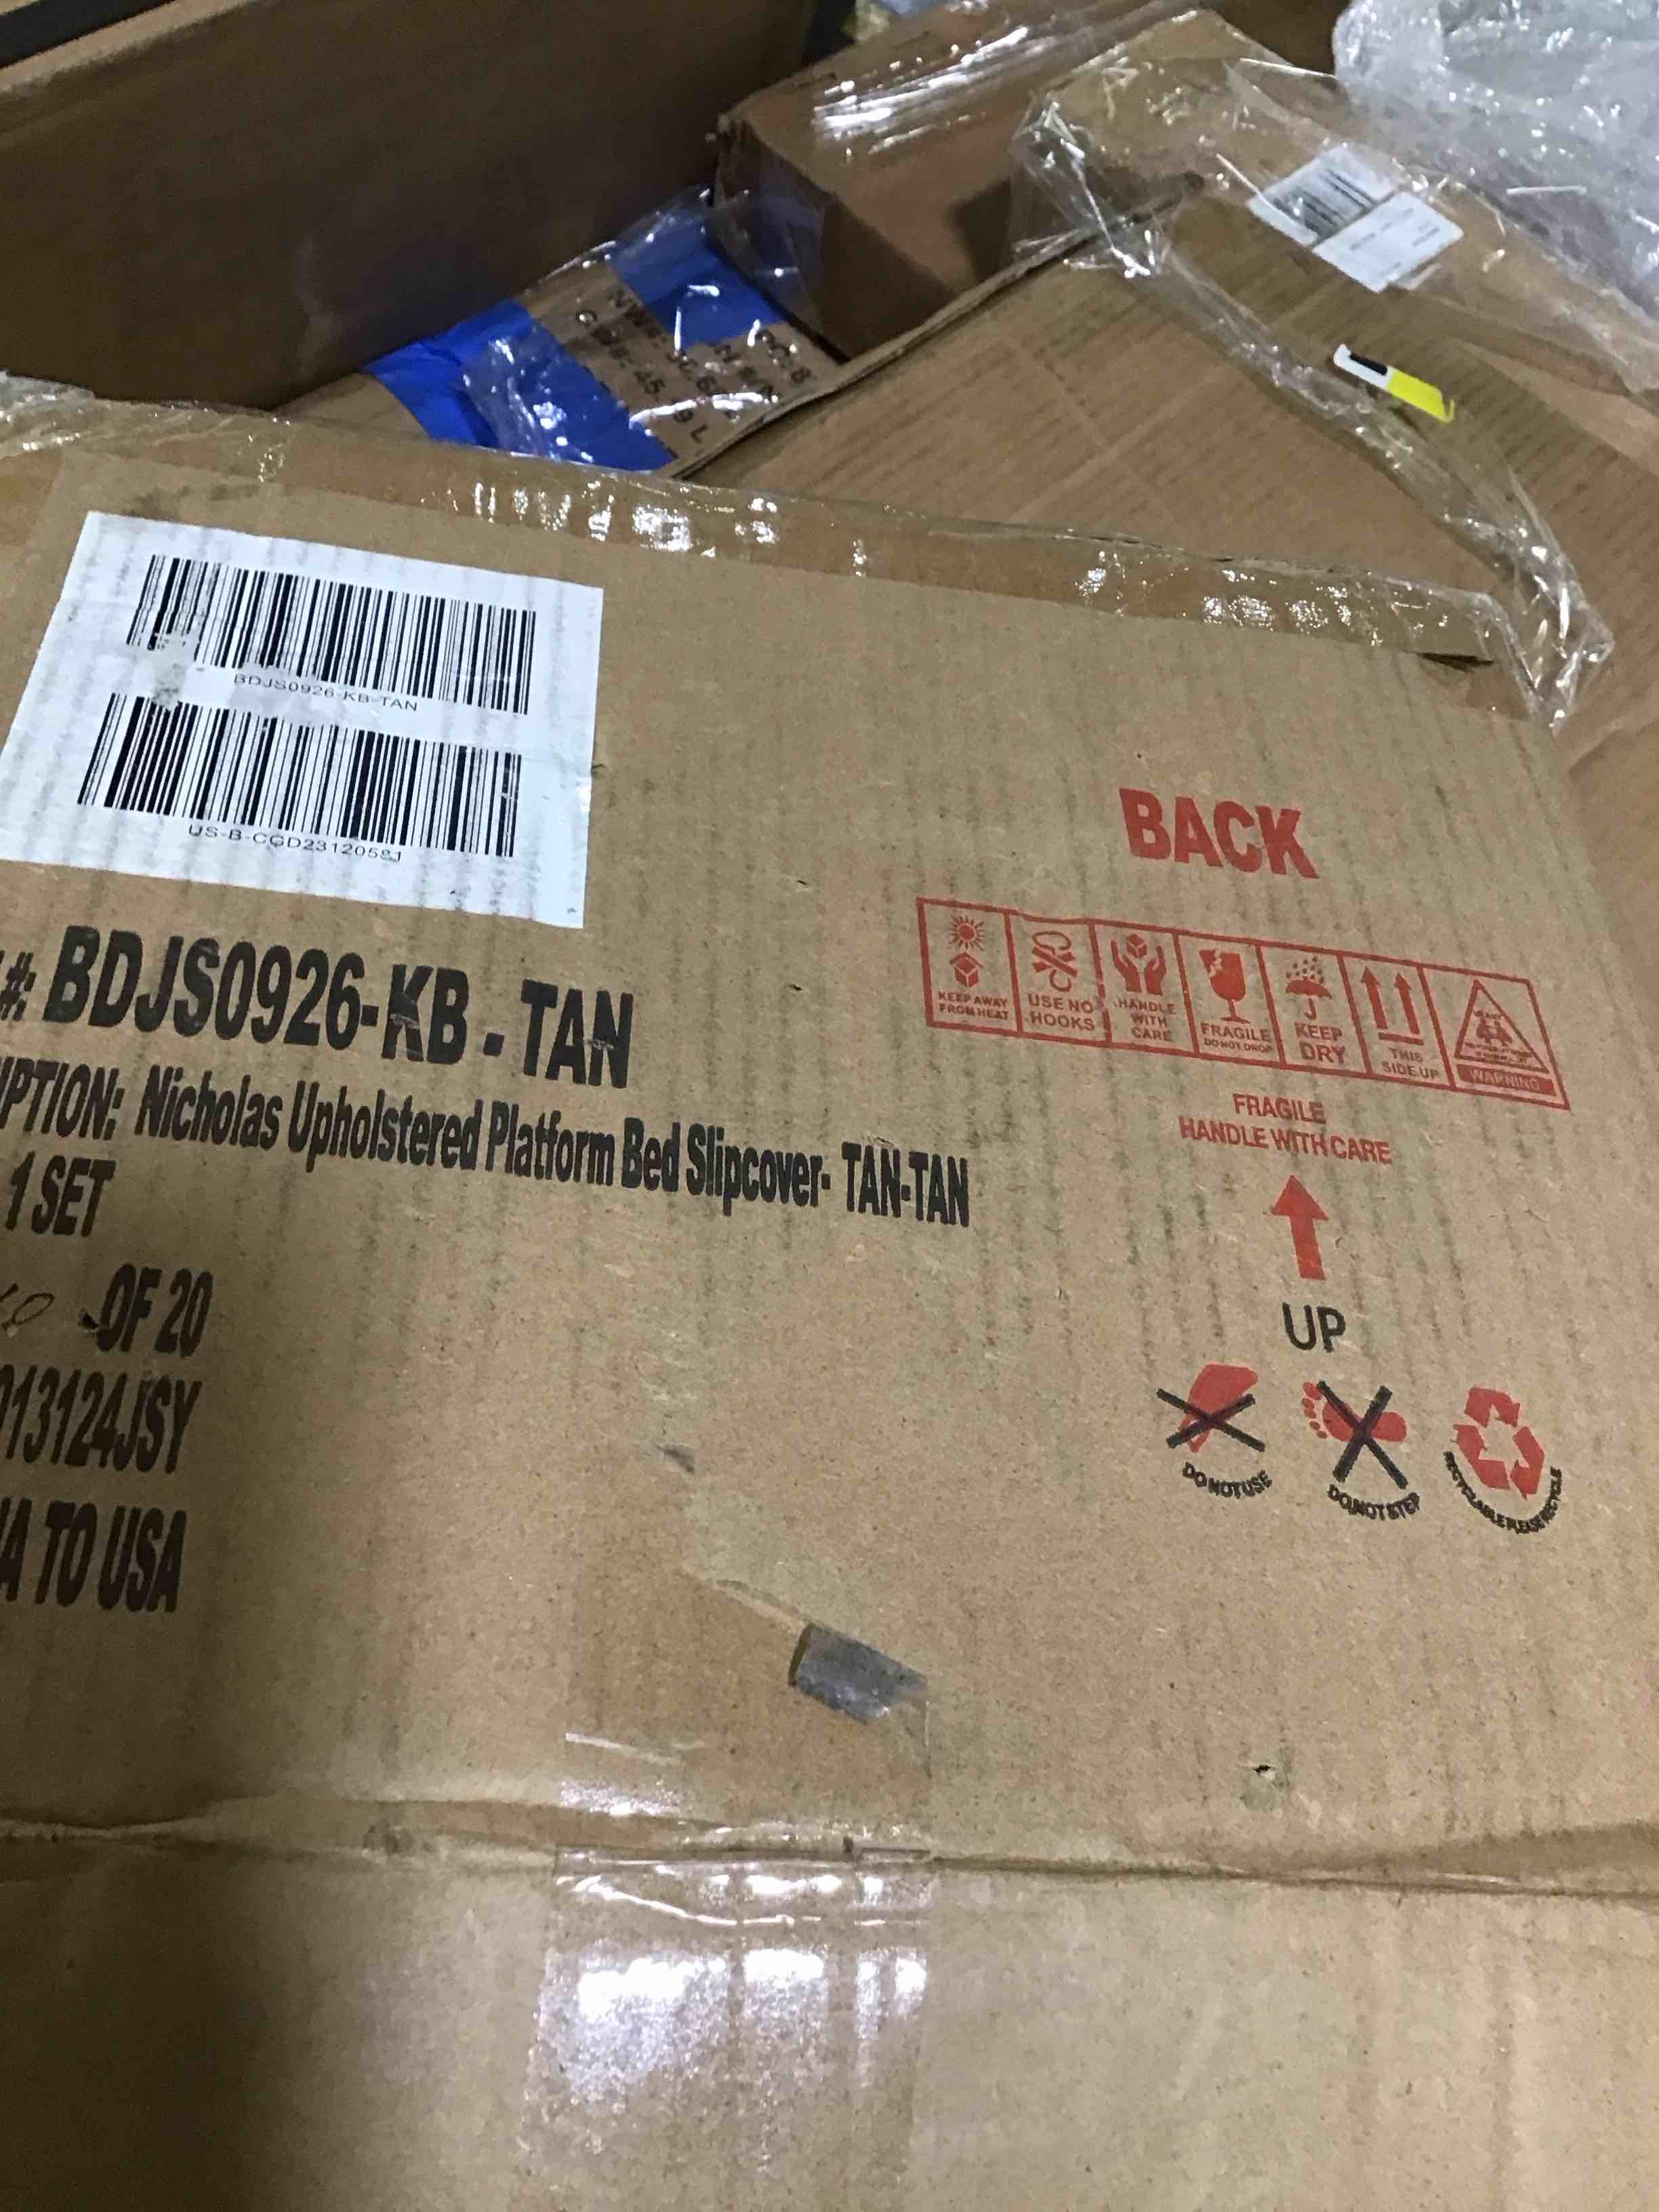 BDJS0926-KB-TAN
US-B-CGD231205SJ
#: BDJS0926-KB - TAN
PTION: Nicholas Upholstered Platform Bed Slipcover- TAN-TAN
1 SET
OF 20
013124JSY
A TO USA
BACK
KEEP AWAY FROM HEAT
USE NO HOOKS
HANDLE WITH CARE
FRAGILE DO NOT DROP
KEEP DRY
THIS SIDE UP
WARNING
FRAGILE
HANDLE WITH CARE
UP
DO NOT USE
DO NOT STEP
RECYCLABLE PLEASE RECYCLE